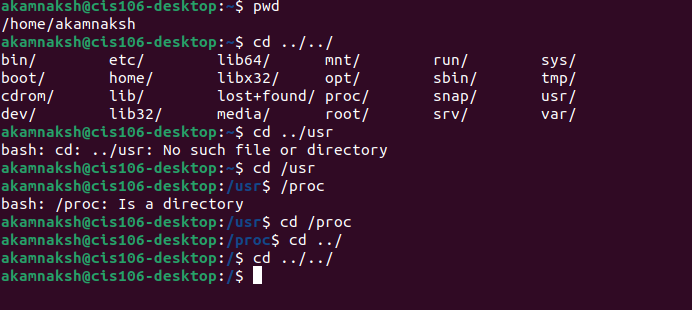 akamnaksh@cis106-desktop:~$ pwd
/home/akamnaksh
akamnaksh@cis106-desktop:~$ cd ../../
bin/ etc/ lib64/ mnt/ run/ sys/
boot/ home/ libx32/ opt/ sbin/ tmp/
cdrom/ lib/ lost+found/ proc/ snap/ usr/
dev/ lib32/ media/ root/ srv/ var/
akamnaksh@cis106-desktop:~$ cd ../usr
bash: cd: ../usr: No such file or directory
akamnaksh@cis106-desktop:~$ cd /usr
akamnaksh@cis106-desktop:/usr$ /proc
bash: /proc: Is a directory
akamnaksh@cis106-desktop:/usr$ cd /proc
akamnaksh@cis106-desktop:/proc$ cd ../
akamnaksh@cis106-desktop:/$ cd ../../
akamnaksh@cis106-desktop:/$